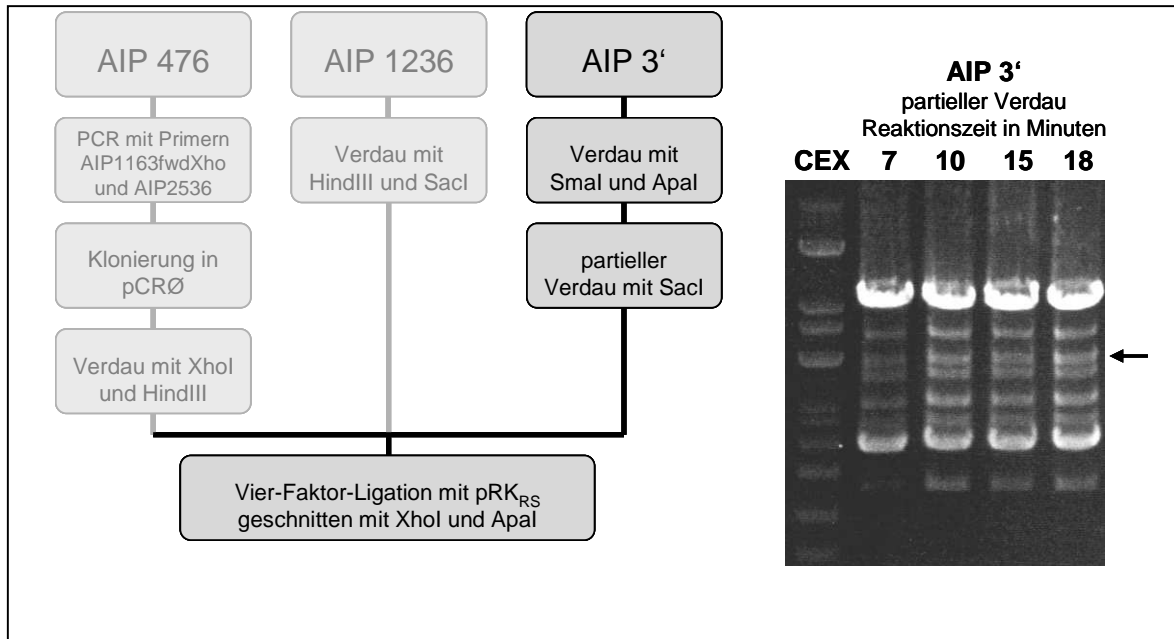 AIP 476
PCR mit Primern
AIP1163fwdXho
und AIP2536
Klonierung in
pCRØ
Verdau mit XhoI
und HindIII
AIP 1236
Verdau mit
HindIII und SacI
AIP 3‘
Verdau mit
SmaI und ApaI
partieller
Verdau mit SacI
Vier-Faktor-Ligation mit pRKRS
geschnitten mit XhoI und ApaI
AIP 3‘
partieller Verdau
Reaktionszeit in Minuten
CEX 7 10 15 18